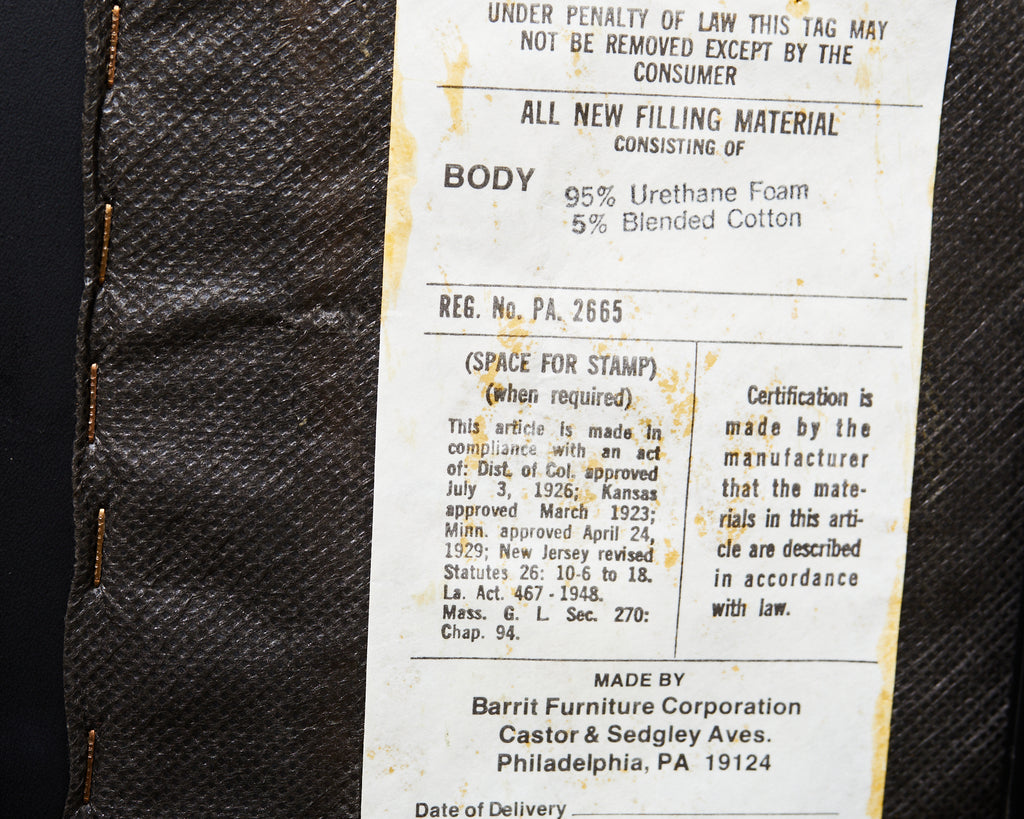 UNDER PENALTY OF LAW THIS TAG MAY
NOT BE REMOVED EXCEPT BY THE
CONSUMER
ALL NEW FILLING MATERIAL
CONSISTING OF
BODY
95% Urethane Foam
5% Blended Cotton
REG. No. PA. 2665
(SPACE FOR STAMP)
(when required)
This article is made in
compliance with an act
of: Dist. of Col. approved
July 3, 1926; Kansas
approved March 1923;
Minn. approved April 24,
1929; New Jersey revised
Statutes 26: 10-6 to 18.
La. Act. 467 - 1948.
Mass. G. L. Sec. 270:
Chap. 94.
Certification is
made by the
manufacturer
that the mate-
rials in this arti-
cle are described
in accordance
with law.
MADE BY
Barrit Furniture Corporation
Castor & Sedgley Aves.
Philadelphia, PA 19124
Date of Delivery